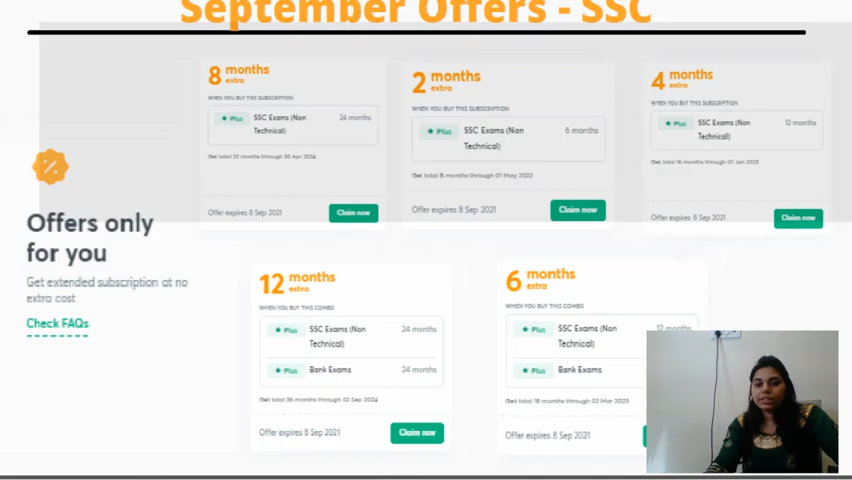 September Offers - SSC
8 months
extra
WHEN YOU BUY THIS SUBSCRIPTION
Plus SSC Exams (Non 24 months
Technical)
Get total 32 months through 30 Apr 2024
Offer expires 8 Sep 2021 Claim now
2 months
extra
WHEN YOU BUY THIS SUBSCRIPTION
Plus SSC Exams (Non 6 months
Technical)
Get total 8 months through 01 May 2022
Offer expires 8 Sep 2021 Claim now
4 months
extra
WHEN YOU BUY THIS SUBSCRIPTION
Plus SSC Exams (Non 12 months
Technical)
Get total 16 months through 01 Jan 2023
Offer expires 8 Sep 2021 Claim now
Offers only
for you
Get extended subscription at no
extra cost
Check FAQs
12 months
extra
WHEN YOU BUY THIS COMBO
Plus SSC Exams (Non 24 months
Technical)
Plus Bank Exams 24 months
Get total 36 months through 02 Sep 2024
Offer expires 8 Sep 2021 Claim now
6 months
extra
WHEN YOU BUY THIS COMBO
Plus SSC Exams (Non 12 months
Technical)
Plus Bank Exams
Get total 18 months through 02 Mar 2023
Offer expires 8 Sep 2021